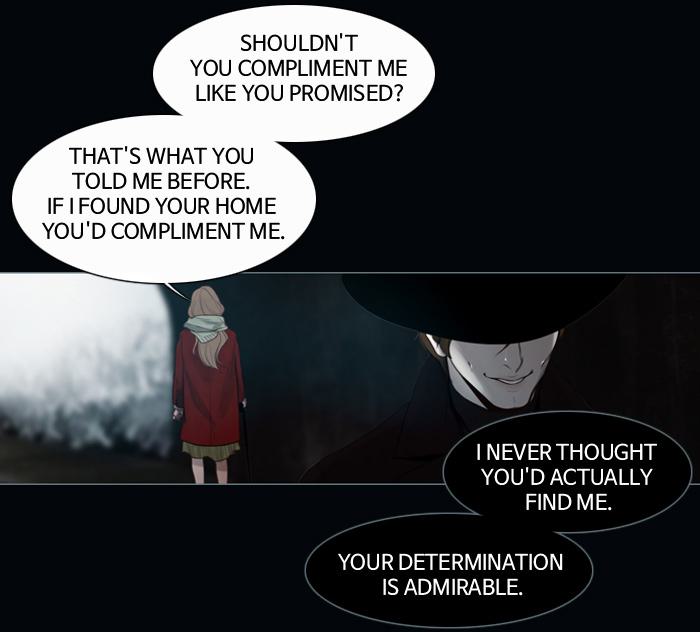 SHOULDN'T
YOU COMPLIMENT ME
LIKE YOU PROMISED?
THAT'S WHAT YOU
TOLD ME BEFORE.
IF I FOUND YOUR HOME
YOU'D COMPLIMENT ME.
I NEVER THOUGHT
YOU'D ACTUALLY
FIND ME.
YOUR DETERMINATION
IS ADMIRABLE.